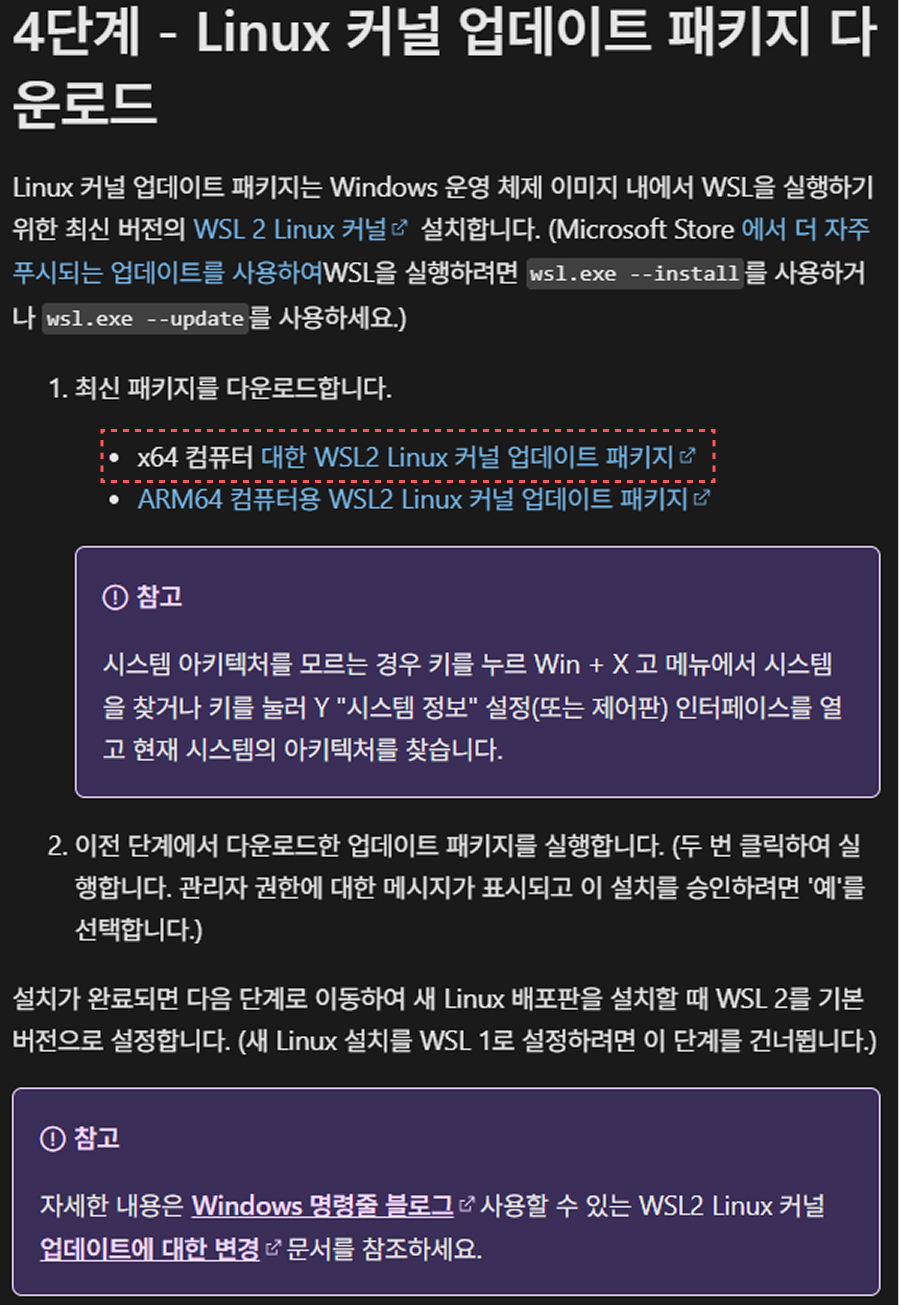 4단계 - Linux 커널 업데이트 패키지 다
운로드
Linux 커널 업데이트 패키지는 Windows 운영 체제 이미지 내에서 WSL을 실행하기
위한 최신 버전의 WSL 2 Linux 커널 설치합니다. (Microsoft Store 에서 더 자주
푸시되는 업데이트를 사용하여WSL을 실행하려면 wsl.exe --install를 사용하거
나 wsl.exe --update를 사용하세요.)
1. 최신 패키지를 다운로드합니다.
• x64 컴퓨터 대한 WSL2 Linux 커널 업데이트 패키지
• ARM64 컴퓨터용 WSL2 Linux 커널 업데이트 패키지
참고
시스템 아키텍처를 모르는 경우 키를 누르 Win + X 고 메뉴에서 시스템
을 찾거나 키를 눌러 Y "시스템 정보" 설정(또는 제어판) 인터페이스를 열
고 현재 시스템의 아키텍처를 찾습니다.
2. 이전 단계에서 다운로드한 업데이트 패키지를 실행합니다. (두 번 클릭하여 실
행합니다. 관리자 권한에 대한 메시지가 표시되고 이 설치를 승인하려면 '예'를
선택합니다.)
설치가 완료되면 다음 단계로 이동하여 새 Linux 배포판을 설치할 때 WSL 2를 기본
버전으로 설정합니다. (새 Linux 설치를 WSL 1로 설정하려면 이 단계를 건너뜁니다.)
참고
자세한 내용은 Windows 명령줄 블로그 사용할 수 있는 WSL2 Linux 커널
업데이트에 대한 변경 문서를 참조하세요.